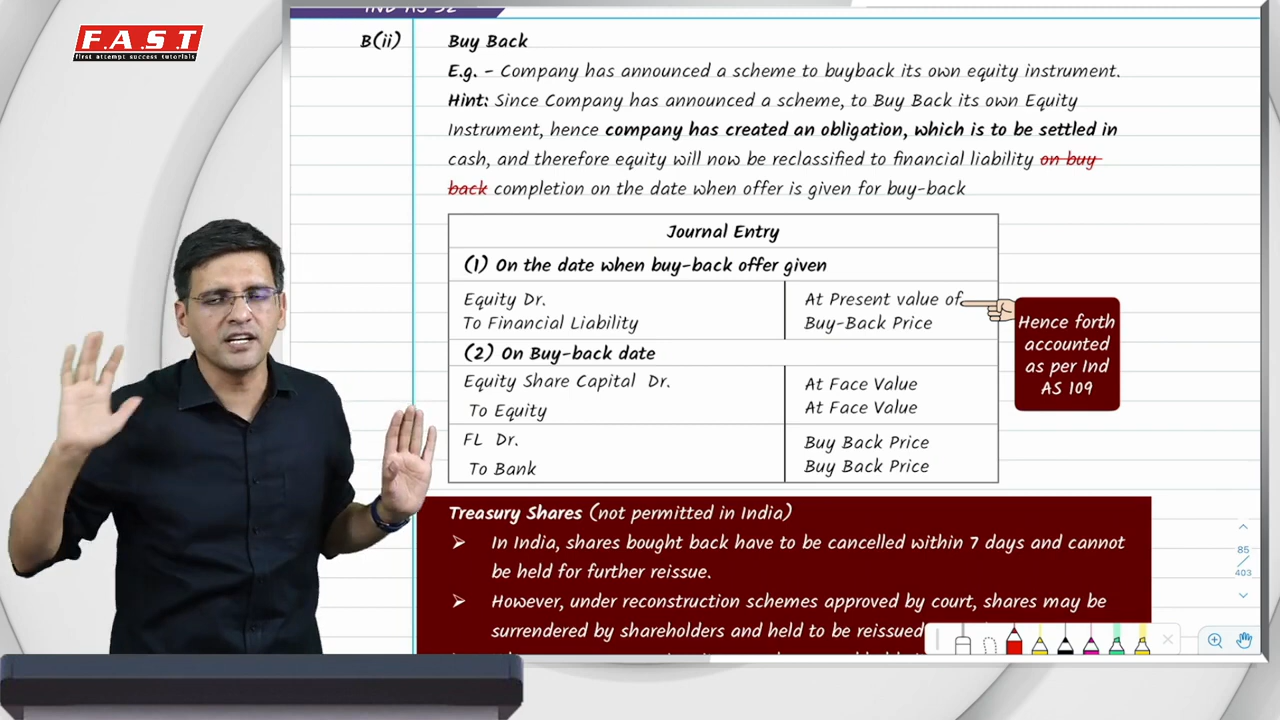 F.A.S.T
first attempt success tutorials
IND AS 32
B(ii)
Buy Back
E.g. - Company has announced a scheme to buyback its own equity instrument.
Hint: Since Company has announced a scheme, to Buy Back its own Equity
Instrument, hence company has created an obligation, which is to be settled in
cash, and therefore equity will now be reclassified to financial liability on buy
back completion on the date when offer is given for buy-back
Journal Entry
(1) On the date when buy-back offer given
Equity Dr.
To Financial Liability
At Present value of
Buy-Back Price
(2) On Buy-back date
Equity Share Capital Dr.
To Equity
At Face Value
At Face Value
FL Dr.
To Bank
Buy Back Price
Buy Back Price
Hence forth
accounted
as per Ind
AS 109
Treasury Shares (not permitted in India)
➤ In India, shares bought back have to be cancelled within 7 days and cannot
be held for further reissue.
➤ However, under reconstruction schemes approved by court, shares may be
surrendered by shareholders and held to be reissued
85
403